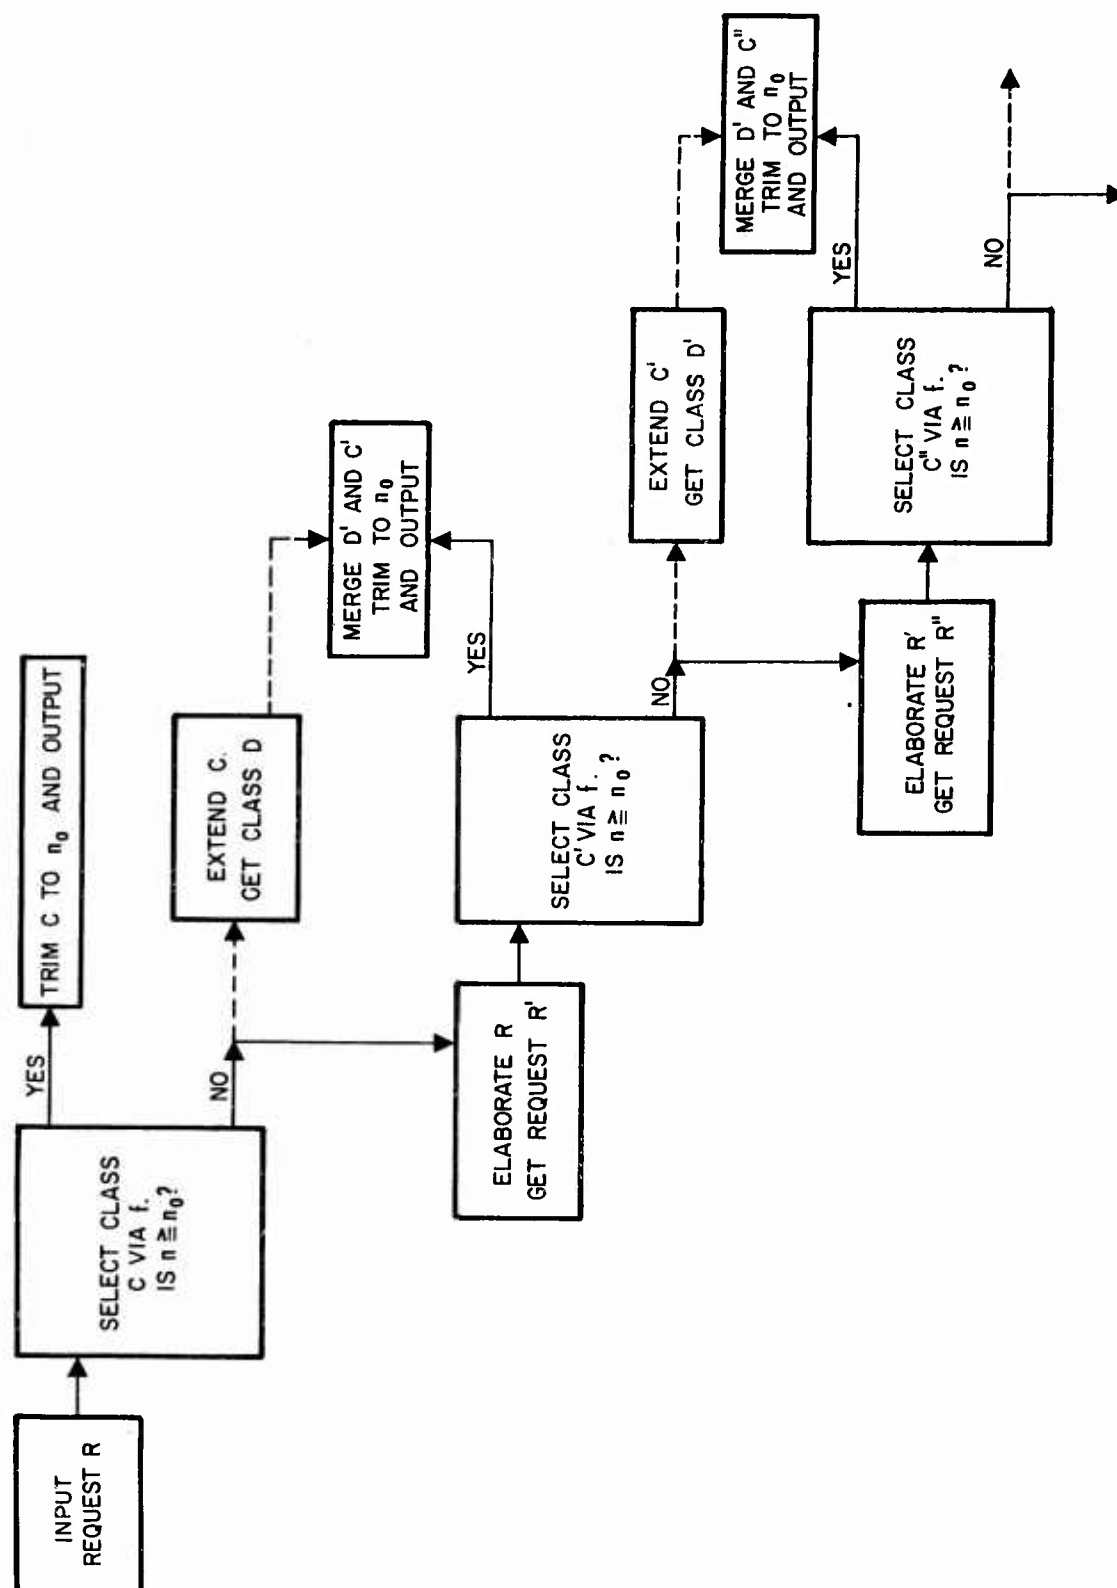 INPUT
REQUEST R
SELECT CLASS
C VIA f.
IS n ≧ n₀?
YES
TRIM C TO n₀ AND OUTPUT
NO
EXTEND C.
GET CLASS D
ELABORATE R
GET REQUEST R'
SELECT CLASS
C' VIA f.
IS n ≧ n₀?
YES
MERGE D' AND C'
TRIM TO n₀
AND OUTPUT
NO
EXTEND C'
GET CLASS D'
ELABORATE R'
GET REQUEST R"
SELECT CLASS
C" VIA f.
IS n ≧ n₀?
YES
MERGE D' AND C"
TRIM TO n₀
AND OUTPUT
NO